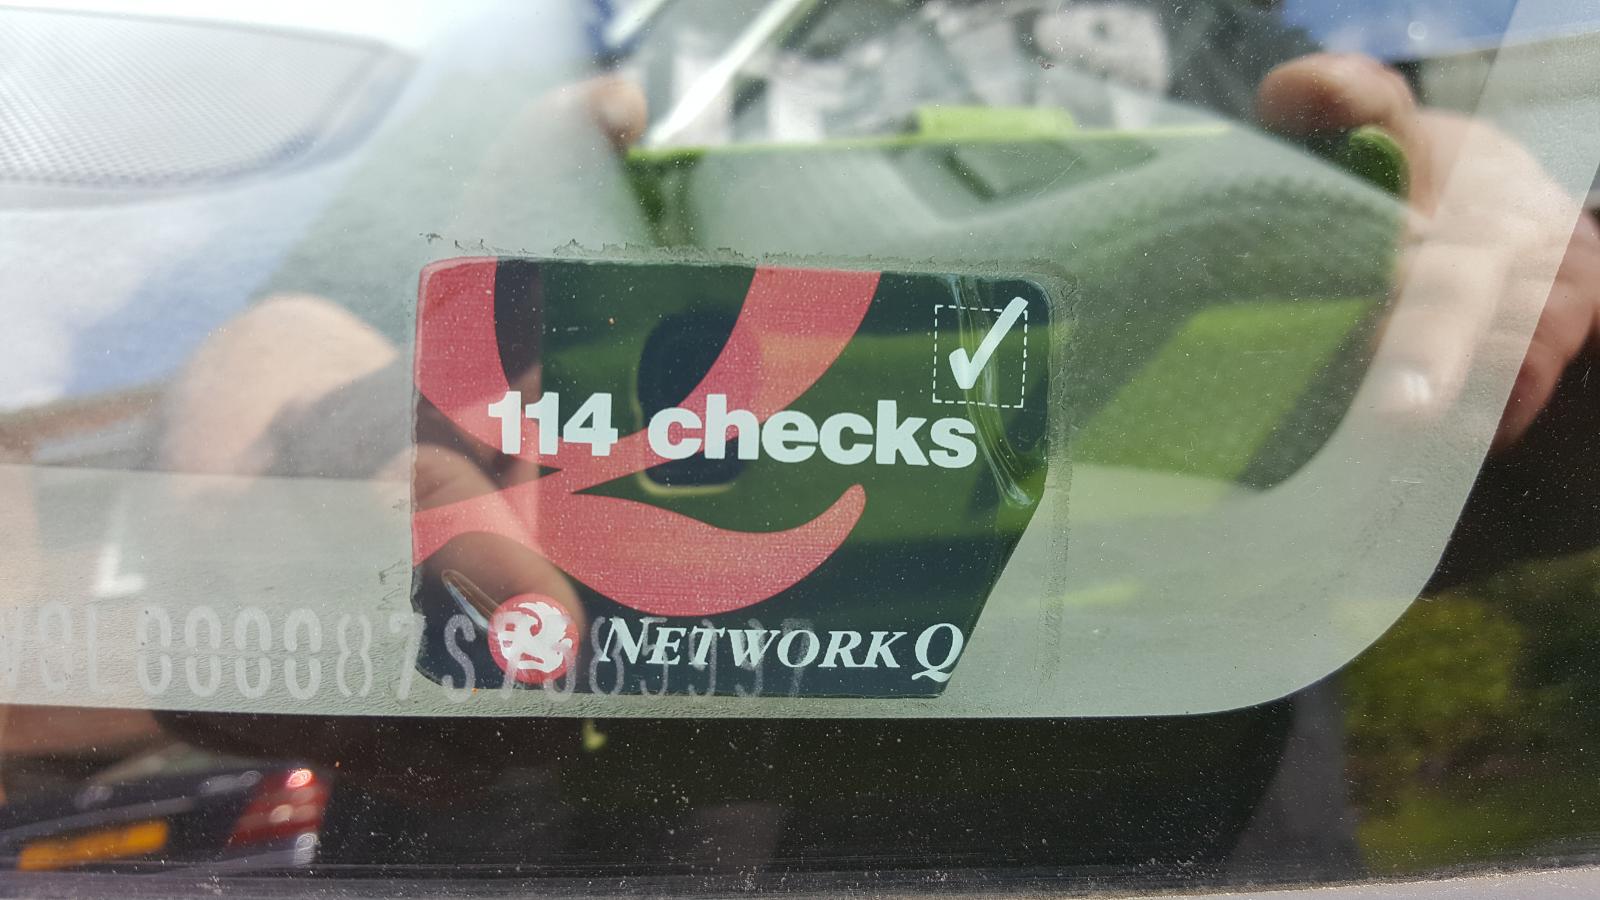 114 checks
NETWORK Q